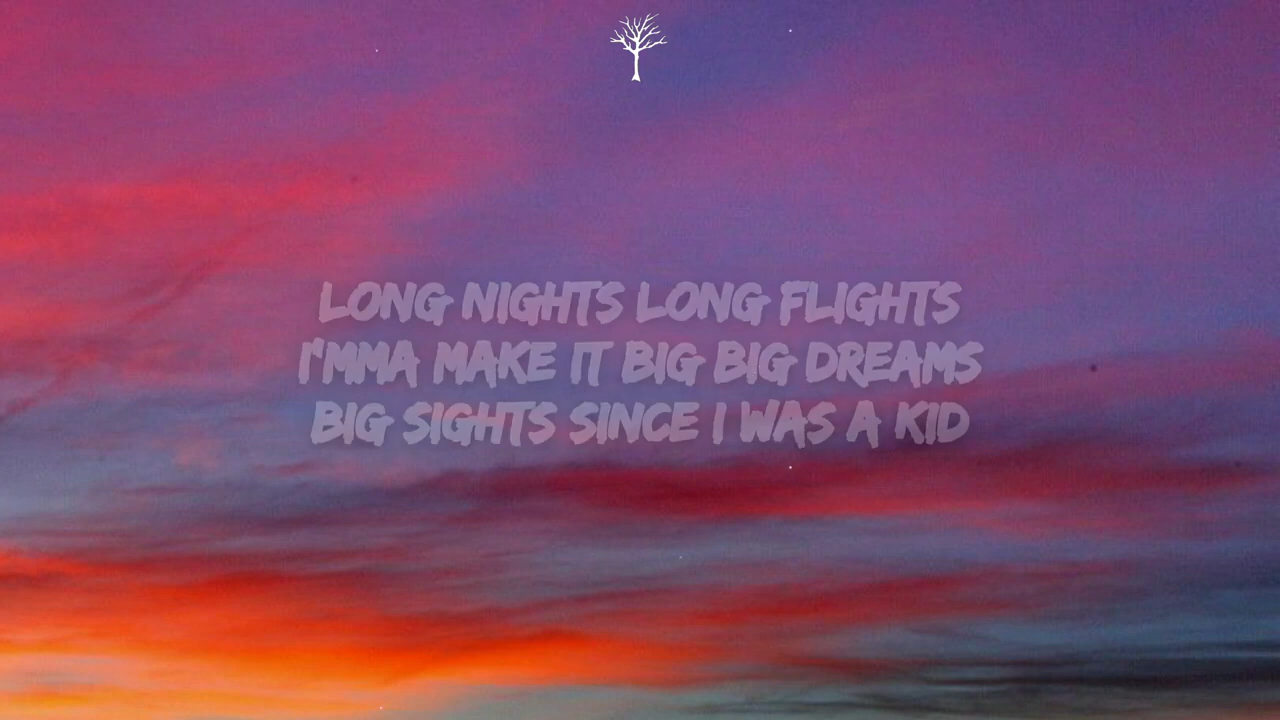 LONG NIGHTS LONG FLIGHTS
I'MMA MAKE IT BIG BIG DREAMS
BIG SIGHTS SINCE I WAS A KID